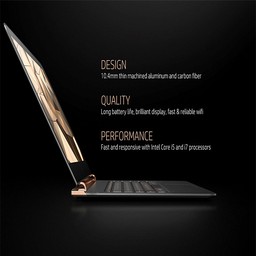 DESIGN
10.4mm thin machined aluminum and carbon fiber
QUALITY
Long battery life, brilliant display, fast & reliable wifi
PERFORMANCE
Fast and responsive with Intel Core i5 and i7 processors